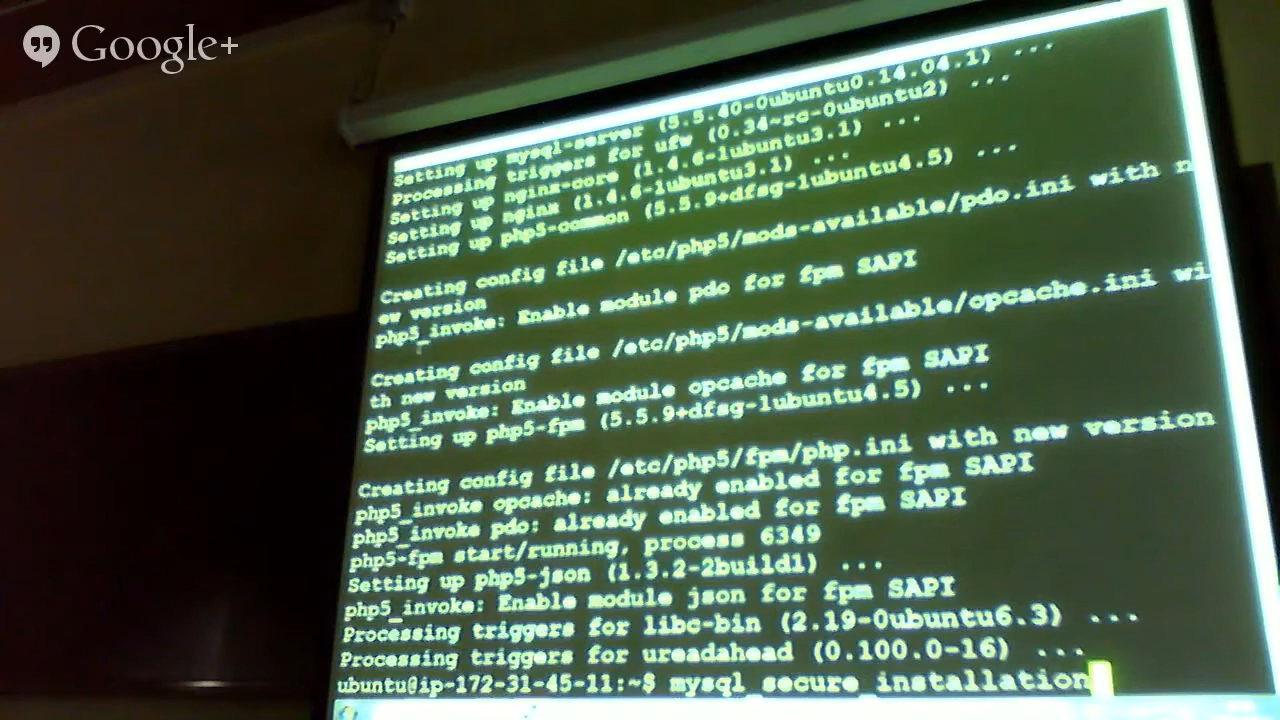 Google+
Setting up mysql-server (5.5.40-0ubuntu0.14.04.1) ...
Processing triggers for ufw (0.34~rc-0ubuntu2) ...
Setting up nginx-core (1.4.6-1ubuntu3.1) ...
Setting up nginx (1.4.6-1ubuntu3.1) ...
Setting up php5-common (5.5.9+dfsg-1ubuntu4.5) ...
Creating config file /etc/php5/mods-available/pdo.ini with n
ew version
php5_invoke: Enable module pdo for fpm SAPI
Creating config file /etc/php5/mods-available/opcache.ini wi
th new version
php5_invoke: Enable module opcache for fpm SAPI
Setting up php5-fpm (5.5.9+dfsg-1ubuntu4.5) ...
Creating config file /etc/php5/fpm/php.ini with new version
php5_invoke opcache: already enabled for fpm SAPI
php5_invoke pdo: already enabled for fpm SAPI
php5-fpm start/running, process 6349
Setting up php5-json (1.3.2-2build1) ...
php5_invoke: Enable module json for fpm SAPI
Processing triggers for libc-bin (2.19-0ubuntu6.3) ...
Processing triggers for ureadahead (0.100.0-16) ...
ubuntu@ip-172-31-45-11:~$ mysql_secure_installation